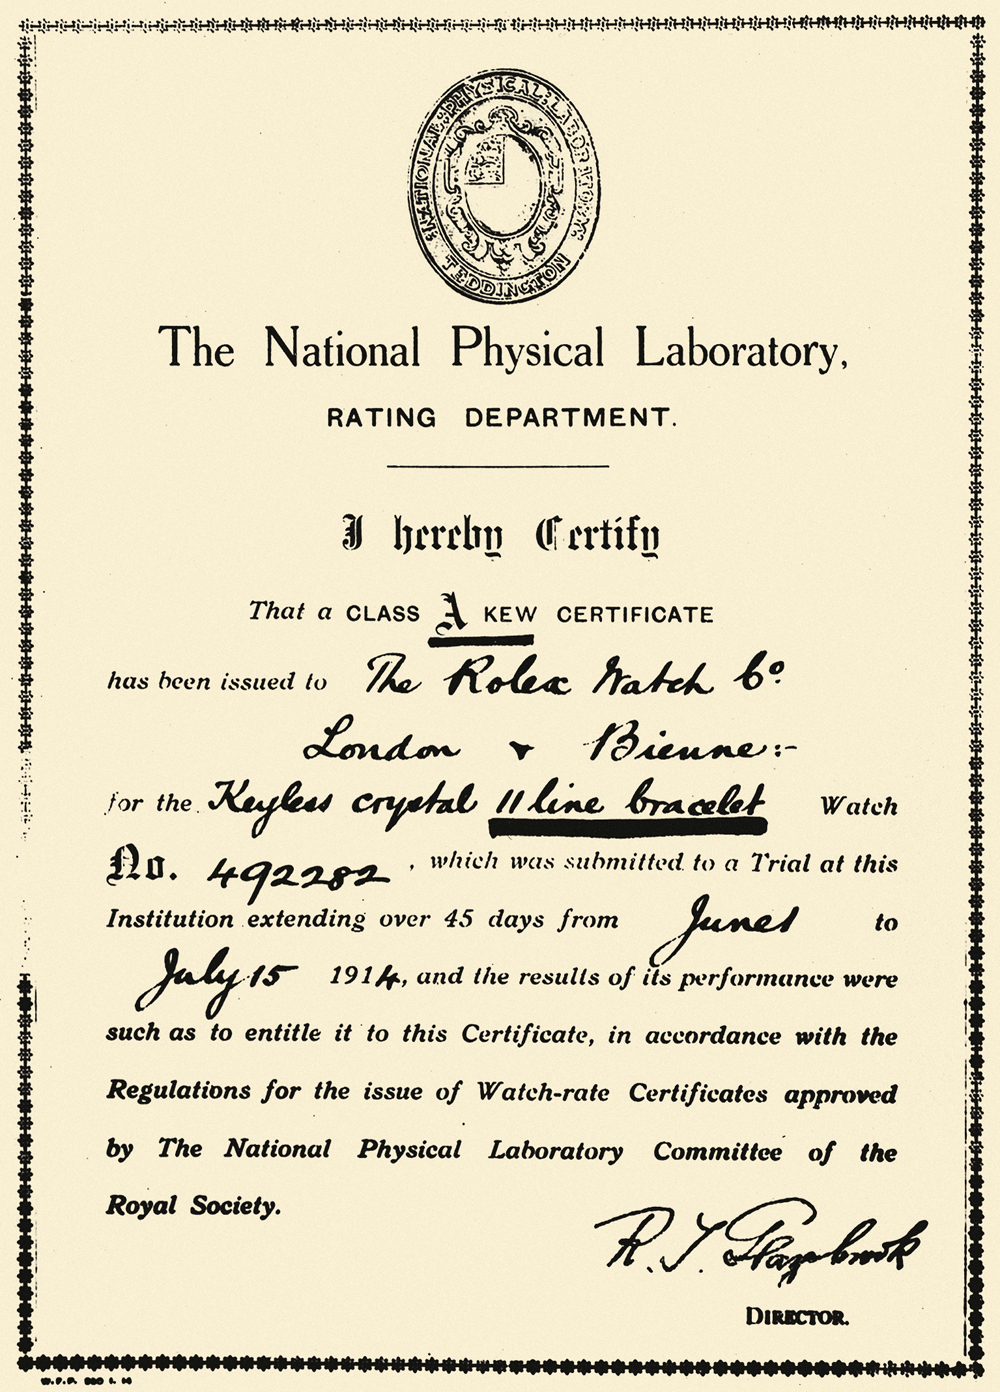 NATIONAL PHYSICAL LABORATORY
TEDDINGTON
The National Physical Laboratory,
RATING DEPARTMENT.
I hereby Certify
That a CLASS A KEW CERTIFICATE
has been issued to The Rolex Watch Co.
London & Bienne:-
for the Keyless crystal 11 line bracelet Watch
No. 492282, which was submitted to a Trial at this
Institution extending over 45 days from June 1 to
July 15 1914, and the results of its performance were
such as to entitle it to this Certificate, in accordance with the
Regulations for the issue of Watch-rate Certificates approved
by The National Physical Laboratory Committee of the
Royal Society.
R. T. Glazebrook
DIRECTOR.